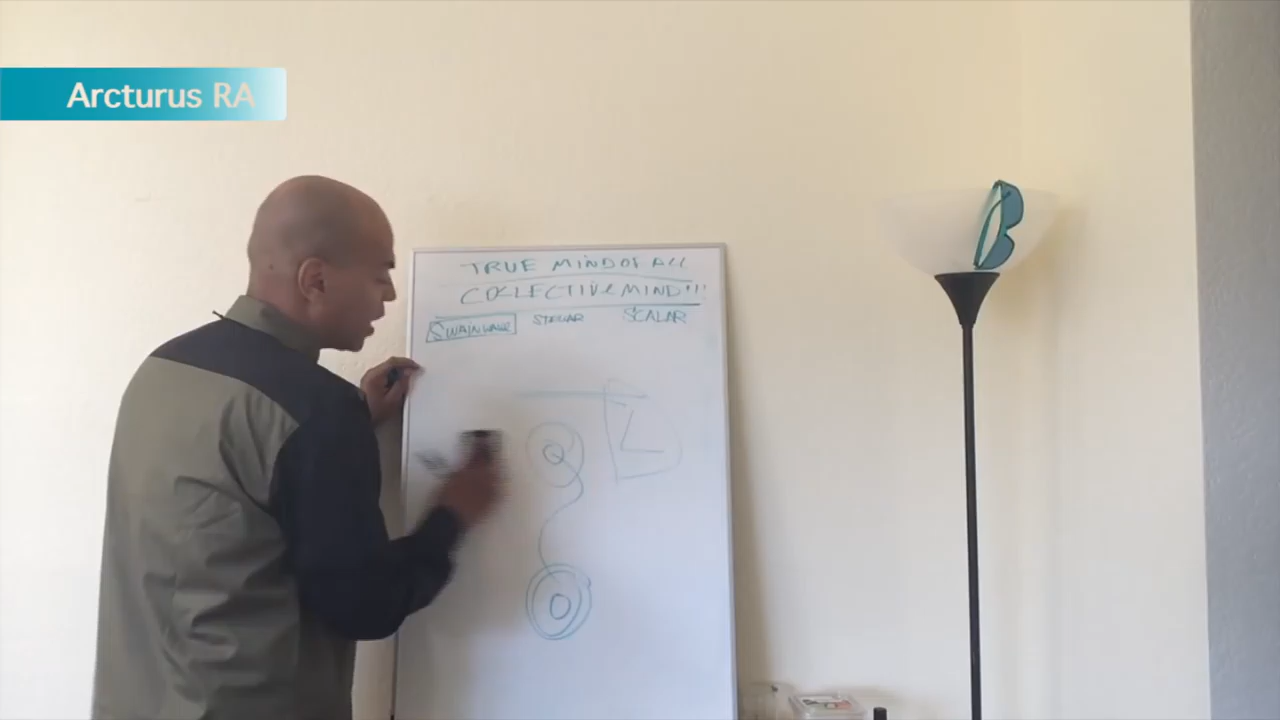 Arcturus RA
TRUE MIND OF ALL
COLLECTIVE MIND!!!
STELLAR SCALAR
L